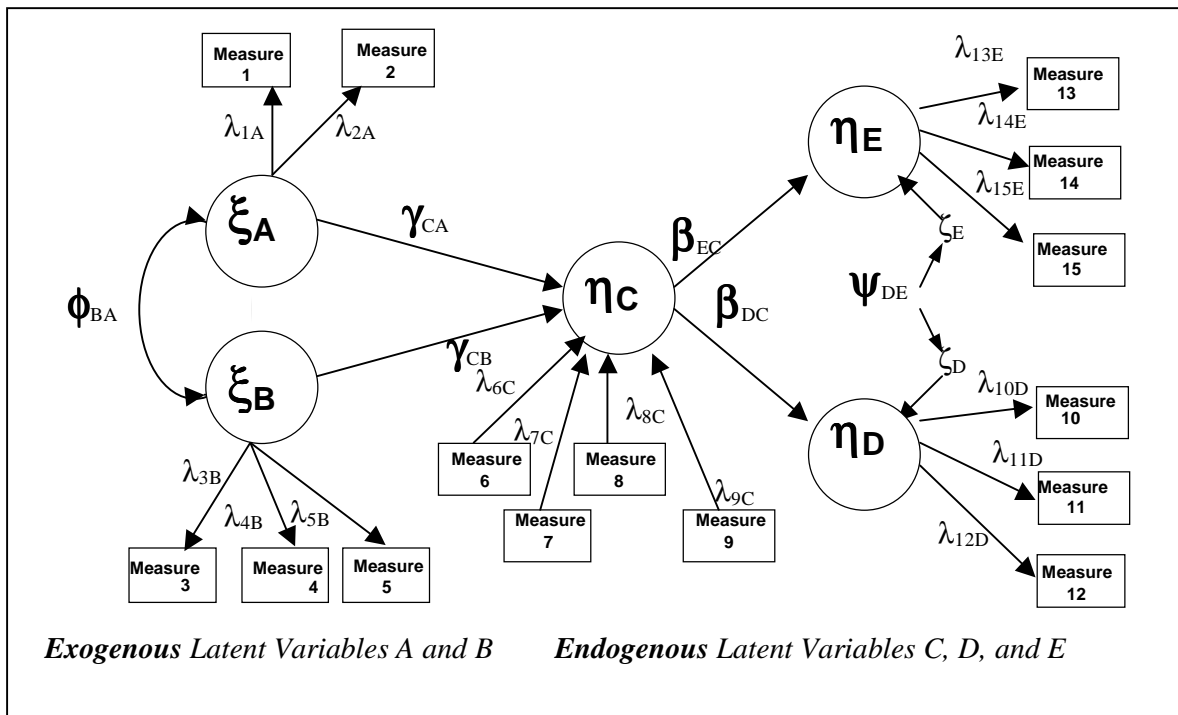 Measure
1
Measure
2
λ1A
λ2A
ξA
ϕBA
ξB
γCA
γCB
λ3B
λ4B
λ5B
Measure
3
Measure
4
Measure
5
ηC
λ6C
λ7C
λ8C
λ9C
Measure
6
Measure
7
Measure
8
Measure
9
βEC
βDC
ηE
λ13E
λ14E
λ15E
Measure
13
Measure
14
Measure
15
ζE
ψDE
ζD
ηD
λ10D
λ11D
λ12D
Measure
10
Measure
11
Measure
12
Exogenous Latent Variables A and B
Endogenous Latent Variables C, D, and E